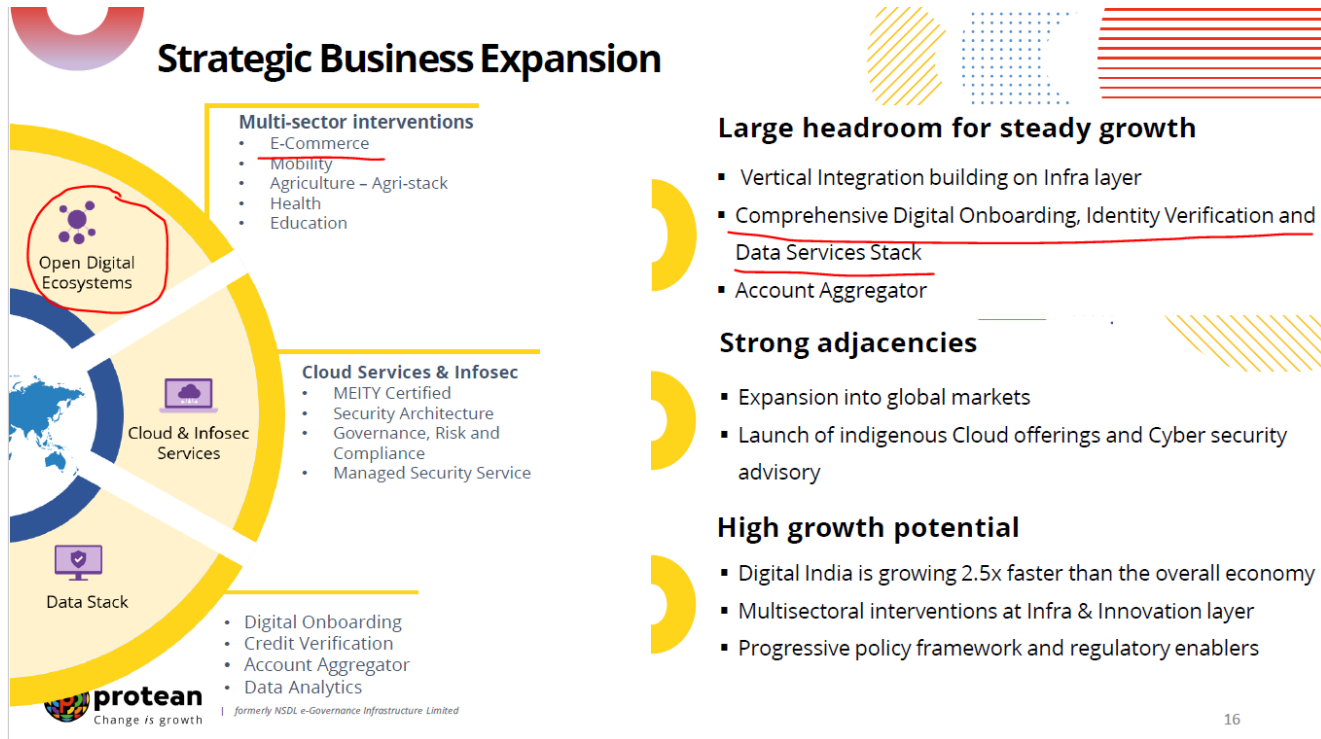 Strategic Business Expansion
Multi-sector interventions
• E-Commerce
• Mobility
• Agriculture – Agri-stack
• Health
• Education
Open Digital
Ecosystems
Cloud Services & Infosec
• MEITY Certified
• Security Architecture
• Governance, Risk and
Compliance
• Managed Security Service
Cloud & Infosec
Services
Data Stack
• Digital Onboarding
• Credit Verification
• Account Aggregator
• Data Analytics
Large headroom for steady growth
▪ Vertical Integration building on Infra layer
▪ Comprehensive Digital Onboarding, Identity Verification and
Data Services Stack
▪ Account Aggregator
Strong adjacencies
▪ Expansion into global markets
▪ Launch of indigenous Cloud offerings and Cyber security
advisory
High growth potential
▪ Digital India is growing 2.5x faster than the overall economy
▪ Multisectoral interventions at Infra & Innovation layer
▪ Progressive policy framework and regulatory enablers
protean
Change is growth
| formerly NSDL e-Governance Infrastructure Limited
16